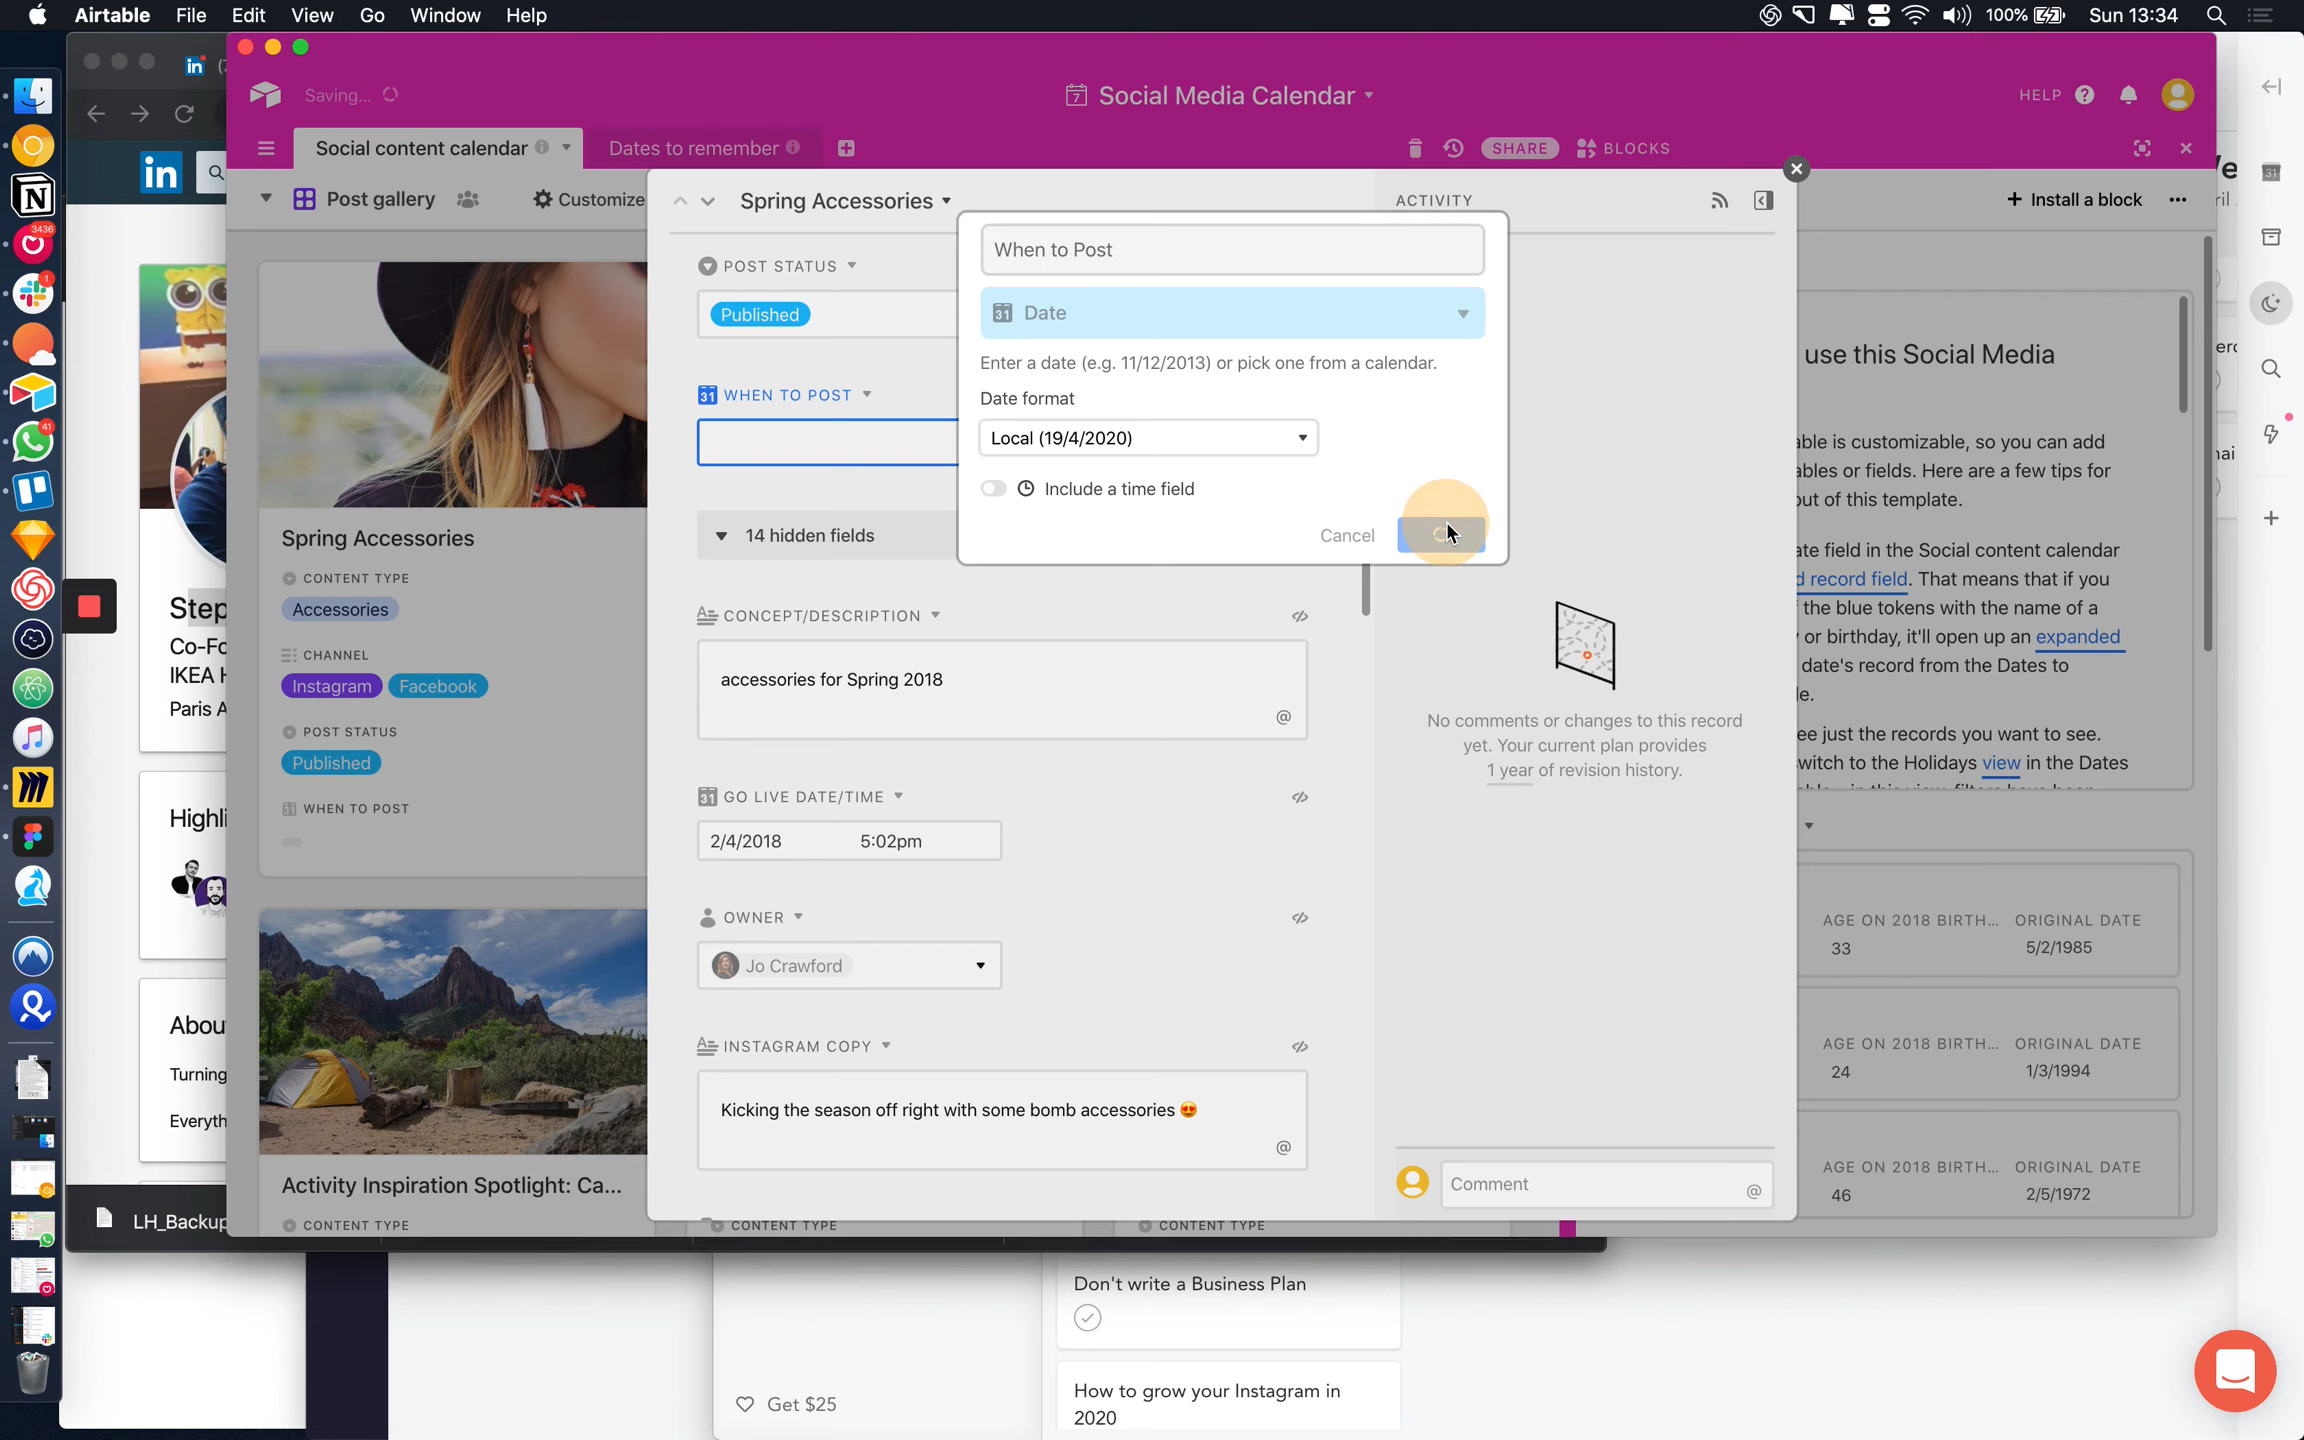 Airtable File Edit View Go Window Help
100% Sun 13:34
Saving...
Social Media Calendar
HELP
Social content calendar
Dates to remember
SHARE
BLOCKS
Post gallery
Customize
Spring Accessories
ACTIVITY
Install a block
POST STATUS
Published
WHEN TO POST
14 hidden fields
CONCEPT/DESCRIPTION
accessories for Spring 2018
@
GO LIVE DATE/TIME
2/4/2018 5:02pm
OWNER
Jo Crawford
INSTAGRAM COPY
Kicking the season off right with some bomb accessories 😍
@
When to Post
31 Date
Enter a date (e.g. 11/12/2013) or pick one from a calendar.
Date format
Local (19/4/2020)
Include a time field
Cancel
No comments or changes to this record
yet. Your current plan provides
1 year of revision history.
Comment
@
Spring Accessories
CONTENT TYPE
Accessories
CHANNEL
Instagram Facebook
POST STATUS
Published
WHEN TO POST
Activity Inspiration Spotlight: Ca...
CONTENT TYPE
CONTENT TYPE
CONTENT TYPE
use this Social Media
able is customizable, so you can add
ables or fields. Here are a few tips for
out of this template.
ate field in the Social content calendar
d record field. That means that if you
the blue tokens with the name of a
or birthday, it'll open up an expanded
date's record from the Dates to
ee just the records you want to see.
switch to the Holidays view in the Dates
AGE ON 2018 BIRTH... ORIGINAL DATE
33 5/2/1985
AGE ON 2018 BIRTH... ORIGINAL DATE
24 1/3/1994
AGE ON 2018 BIRTH... ORIGINAL DATE
46 2/5/1972
in
Step
Co-Fo
IKEA H
Paris A
Highli
Abou
Turning
Everyth
LH_Backup
3436
1
41
Get $25
Don't write a Business Plan
How to grow your Instagram in
2020